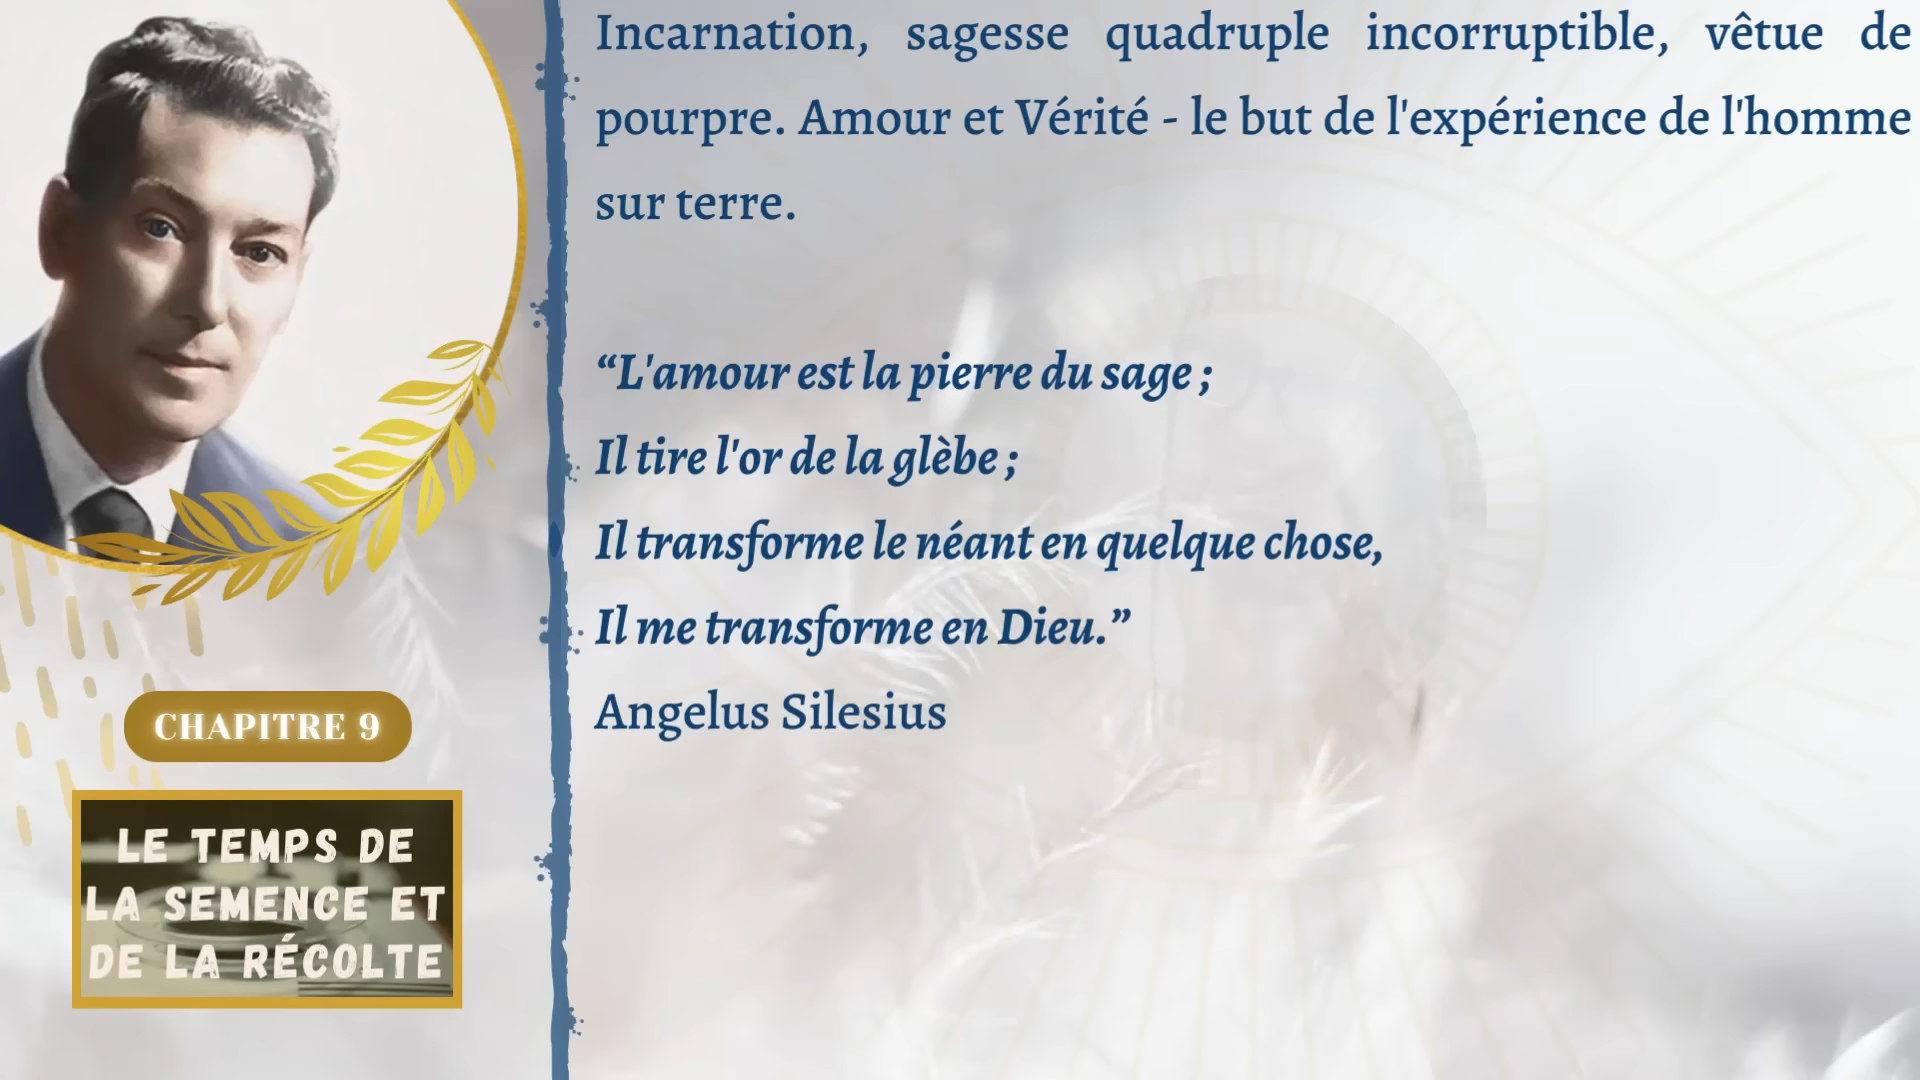 Incarnation, sagesse quadruple incorruptible, vêtue de
pourpre. Amour et Vérité - le but de l'expérience de l'homme
sur terre.
“L'amour est la pierre du sage ;
Il tire l'or de la glèbe ;
Il transforme le néant en quelque chose,
Il me transforme en Dieu.”
Angelus Silesius
CHAPITRE 9
LE TEMPS DE
LA SEMENCE ET
DE LA RÉCOLTE